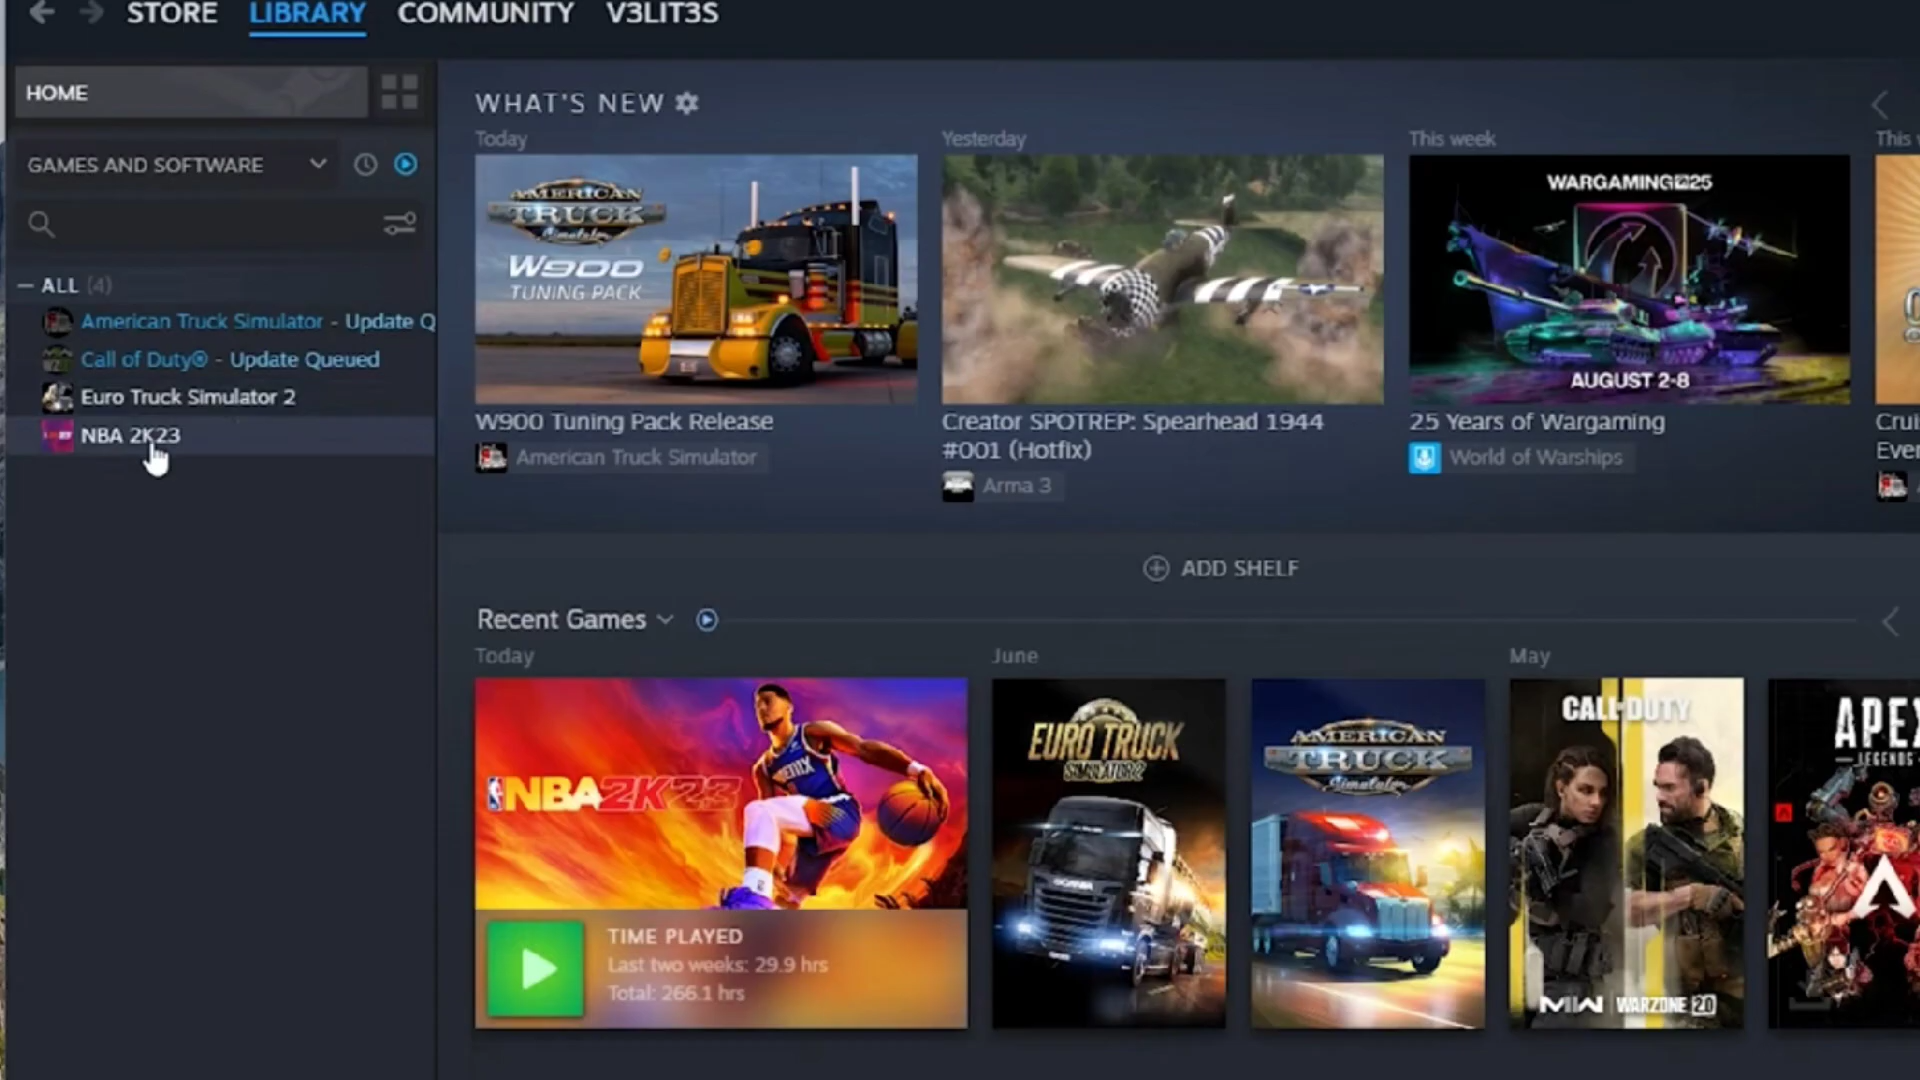 STORE LIBRARY COMMUNITY V3LIT3S
HOME
GAMES AND SOFTWARE
— ALL (4)
American Truck Simulator - Update Q
Call of Duty® - Update Queued
Euro Truck Simulator 2
NBA 2K23
WHAT'S NEW
Today
Yesterday
This week
AMERICAN
TRUCK
Simulator
W900
TUNING PACK
WARGAMING 25
AUGUST 2-8
W900 Tuning Pack Release
American Truck Simulator
Creator SPOTREP: Spearhead 1944
#001 (Hotfix)
Arma 3
25 Years of Wargaming
World of Warships
ADD SHELF
Recent Games
Today
June
May
NBA 2K23
PHOENIX
TIME PLAYED
Last two weeks: 29.9 hrs
Total: 266.1 hrs
EURO TRUCK
SIMULATOR 2
SCANIA
AMERICAN
TRUCK
Simulator
CALL OF DUTY
MW WARZONE 2.0
APEX
LEGENDS